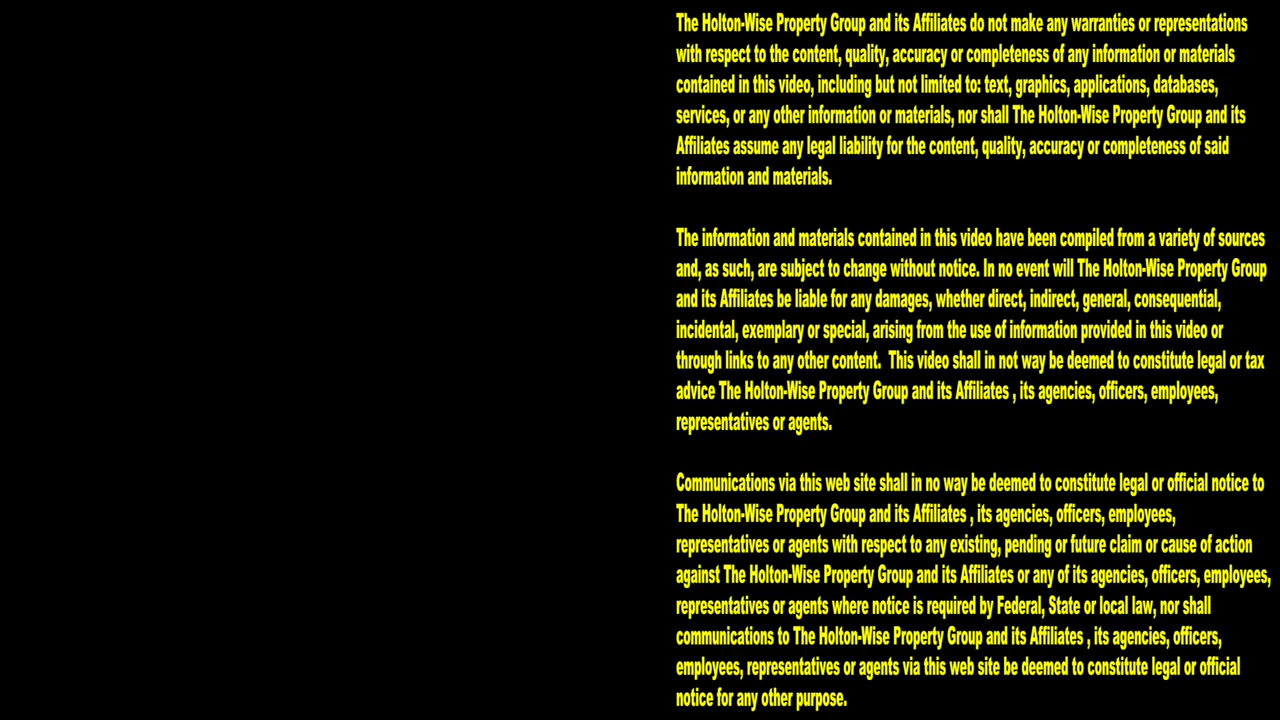 The Holton-Wise Property Group and its Affiliates do not make any warranties or representations
with respect to the content, quality, accuracy or completeness of any information or materials
contained in this video, including but not limited to: text, graphics, applications, databases,
services, or any other information or materials, nor shall The Holton-Wise Property Group and its
Affiliates assume any legal liability for the content, quality, accuracy or completeness of said
information and materials.
The information and materials contained in this video have been compiled from a variety of sources
and, as such, are subject to change without notice. In no event will The Holton-Wise Property Group
and its Affiliates be liable for any damages, whether direct, indirect, general, consequential,
incidental, exemplary or special, arising from the use of information provided in this video or
through links to any other content.  This video shall in not way be deemed to constitute legal or tax
advice The Holton-Wise Property Group and its Affiliates , its agencies, officers, employees,
representatives or agents.
Communications via this web site shall in no way be deemed to constitute legal or official notice to
The Holton-Wise Property Group and its Affiliates , its agencies, officers, employees,
representatives or agents with respect to any existing, pending or future claim or cause of action
against The Holton-Wise Property Group and its Affiliates or any of its agencies, officers, employees,
representatives or agents where notice is required by Federal, State or local law, nor shall
communications to The Holton-Wise Property Group and its Affiliates , its agencies, officers,
employees, representatives or agents via this web site be deemed to constitute legal or official
notice for any other purpose.